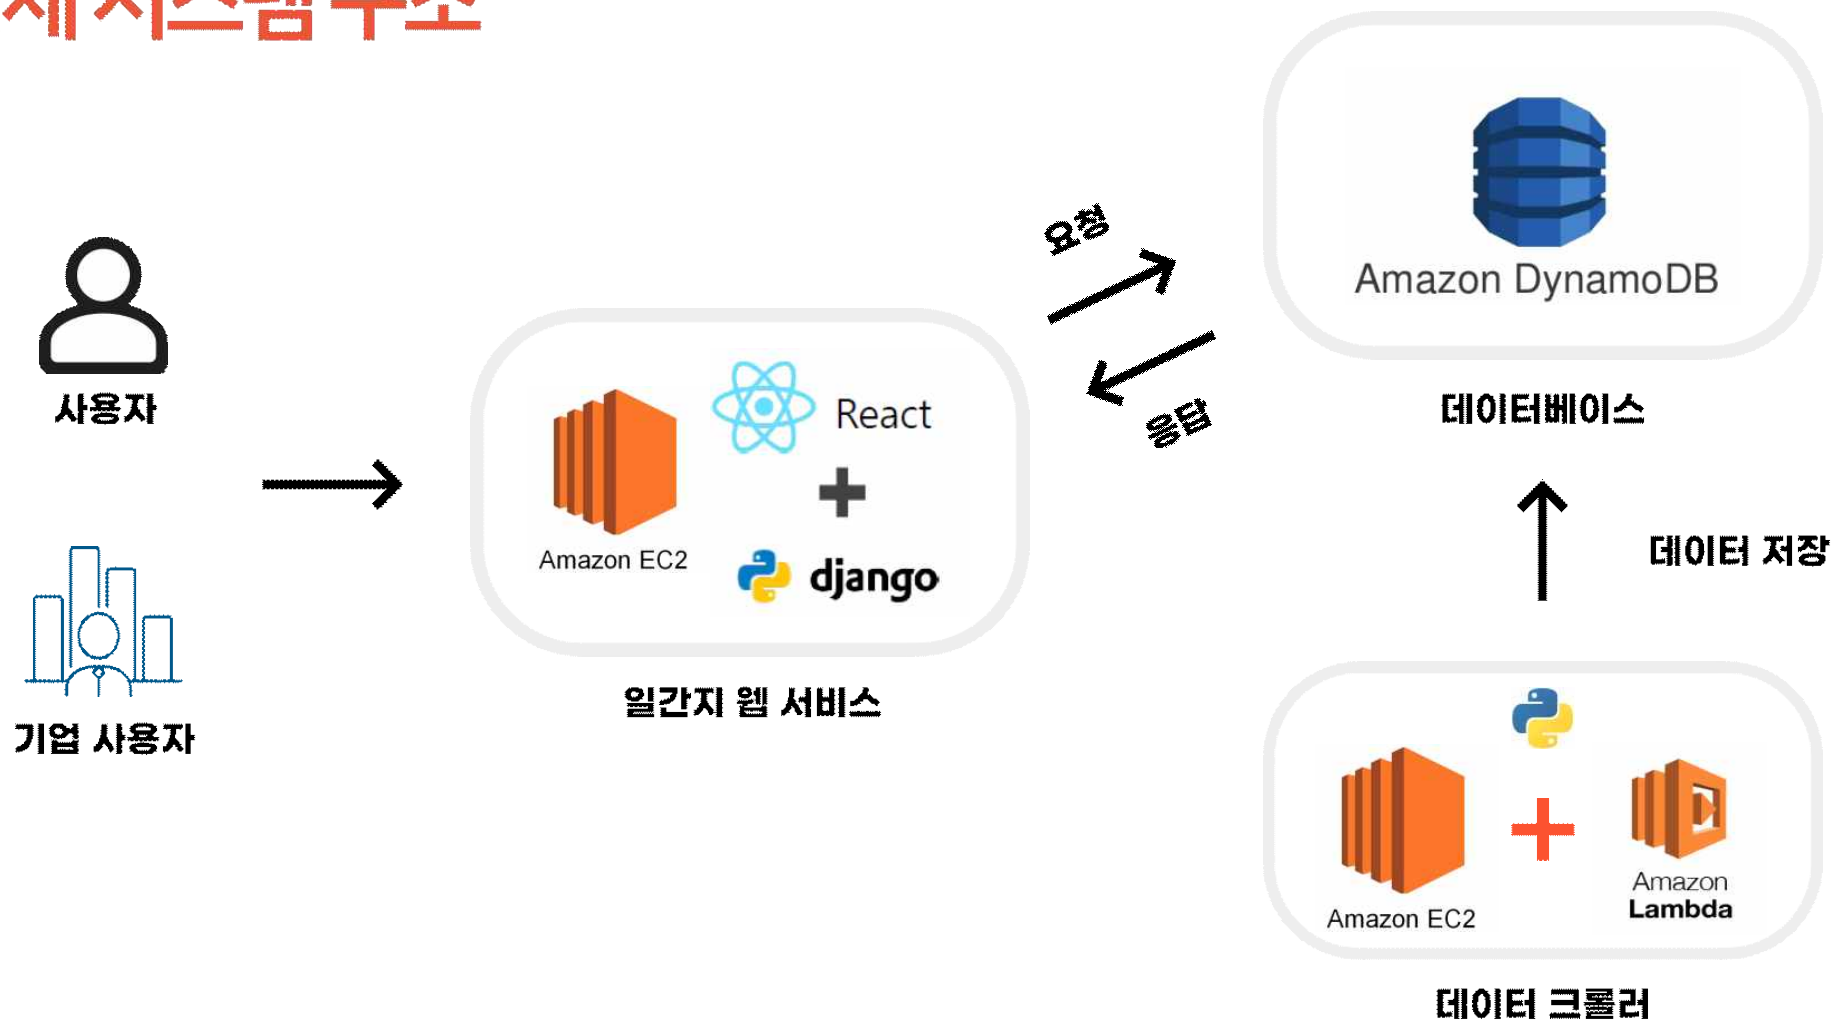 사용자
기업 사용자
React
Amazon EC2
django
일간지 웹 서비스
요청
응답
Amazon DynamoDB
데이터베이스
데이터 저장
Amazon EC2
Amazon
Lambda
데이터 크롤러